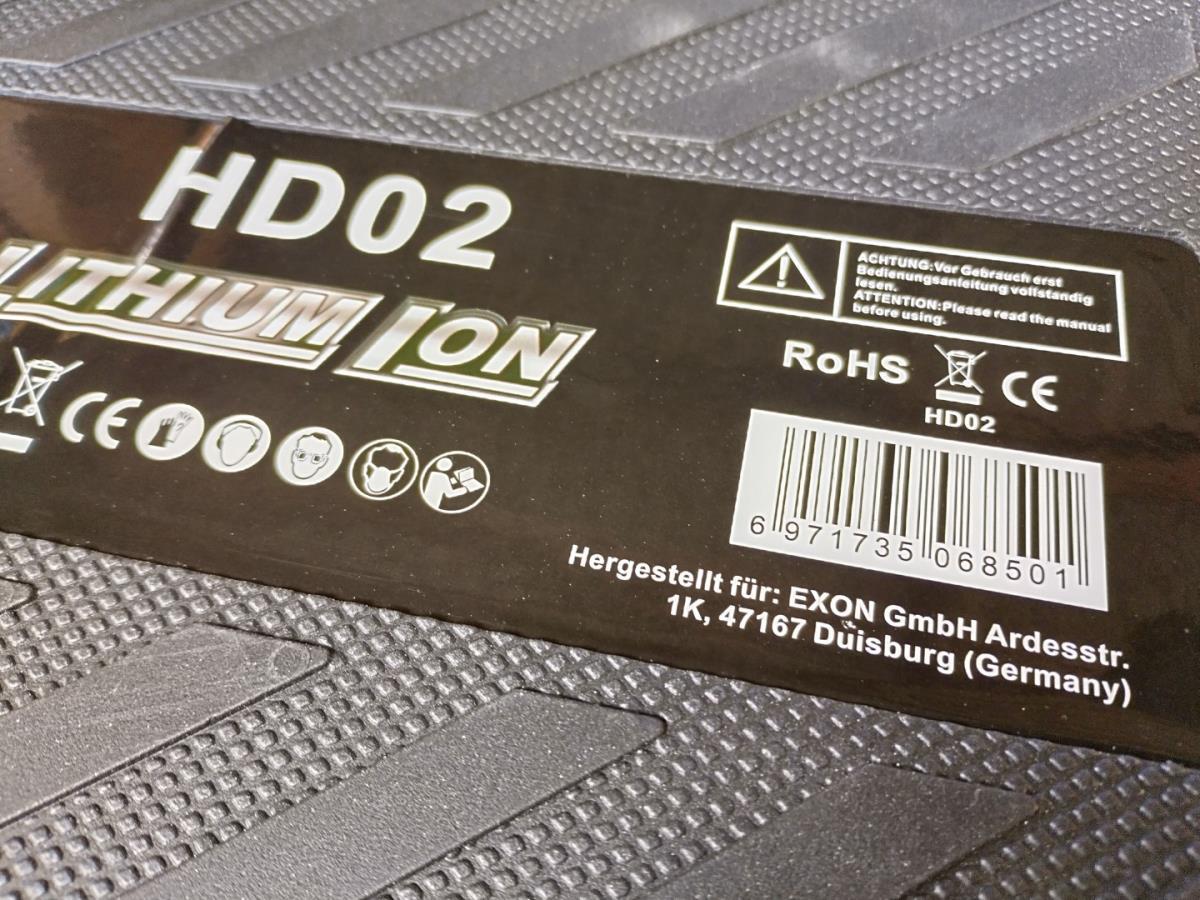 HD02
LITHIUM ION
CE
ACHTUNG:Vor Gebrauch erst
Bedienungsanleitung vollständig
lesen.
ATTENTION:Please read the manual
before using.
RoHS CE
HD02
6 971735 068501
Hergestellt für: EXON GmbH Ardesstr.
1K, 47167 Duisburg (Germany)